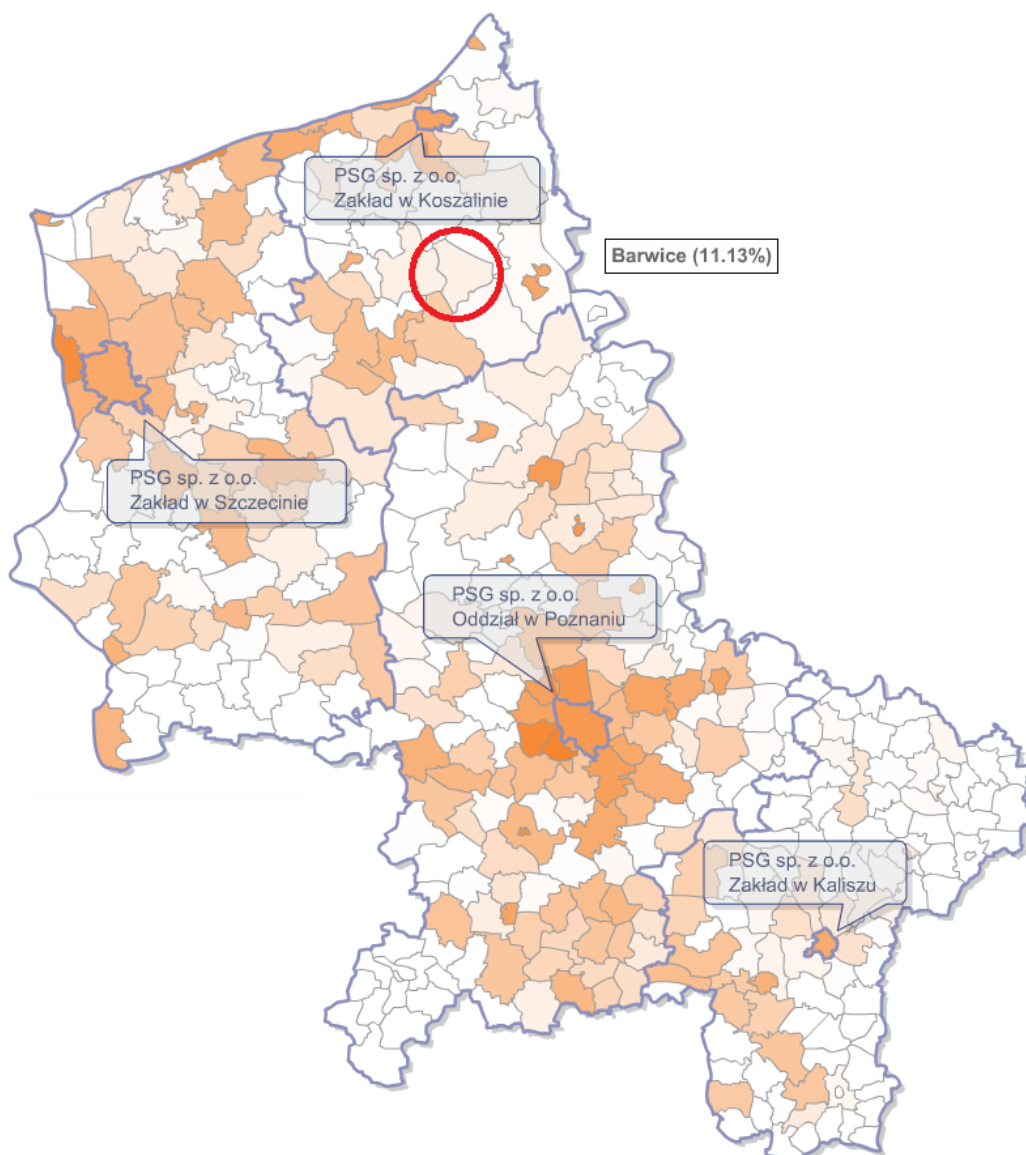 PSG sp. z o.o.
Zakład w Koszalinie
Barwice (11.13%)
PSG sp. z o.o.
Zakład w Szczecinie
PSG sp. z o.o.
Oddział w Poznaniu
PSG sp. z o.o.
Zakład w Kaliszu